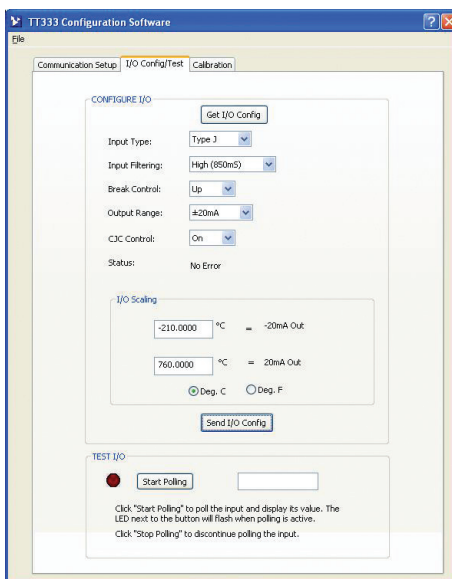 TT333 Configuration Software
File
Communication Setup I/O Config/Test Calibration
CONFIGURE I/O
Get I/O Config
Input Type: Type J
Input Filtering: High (850mS)
Break Control: Up
Output Range: ±20mA
CJC Control: On
Status: No Error
I/O Scaling
-210.0000 °C = -20mA Out
760.0000 °C = 20mA Out
Deg. C Deg. F
Send I/O Config
TEST I/O
Start Polling
Click "Start Polling" to poll the input and display its value. The
LED next to the button will flash when polling is active.
Click "Stop Polling" to discontinue polling the input.